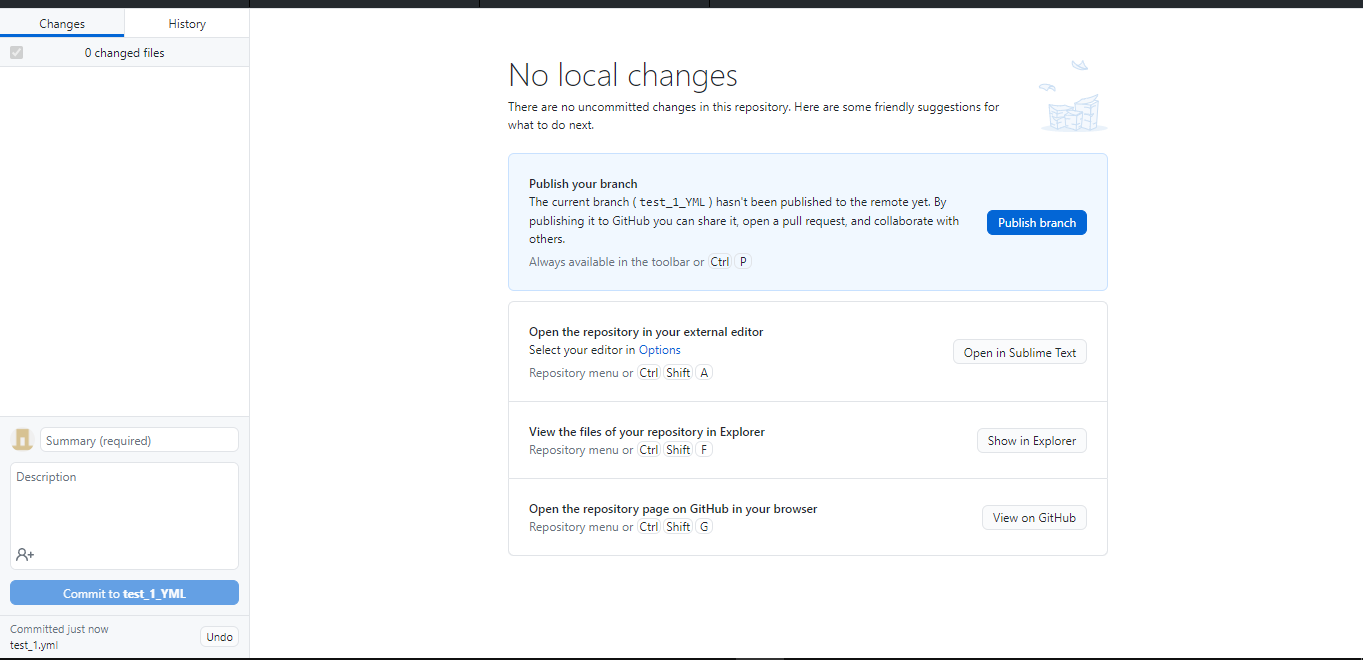 Changes
History
0 changed files
No local changes
There are no uncommitted changes in this repository. Here are some friendly suggestions for
what to do next.
Publish your branch
The current branch ( test_1_YML ) hasn't been published to the remote yet. By
publishing it to GitHub you can share it, open a pull request, and collaborate with
others.
Always available in the toolbar or Ctrl P
Publish branch
Open the repository in your external editor
Select your editor in Options
Repository menu or Ctrl Shift A
Open in Sublime Text
View the files of your repository in Explorer
Repository menu or Ctrl Shift F
Show in Explorer
Open the repository page on GitHub in your browser
Repository menu or Ctrl Shift G
View on GitHub
Summary (required)
Description
Commit to test_1_YML
Committed just now
test_1.yml
Undo